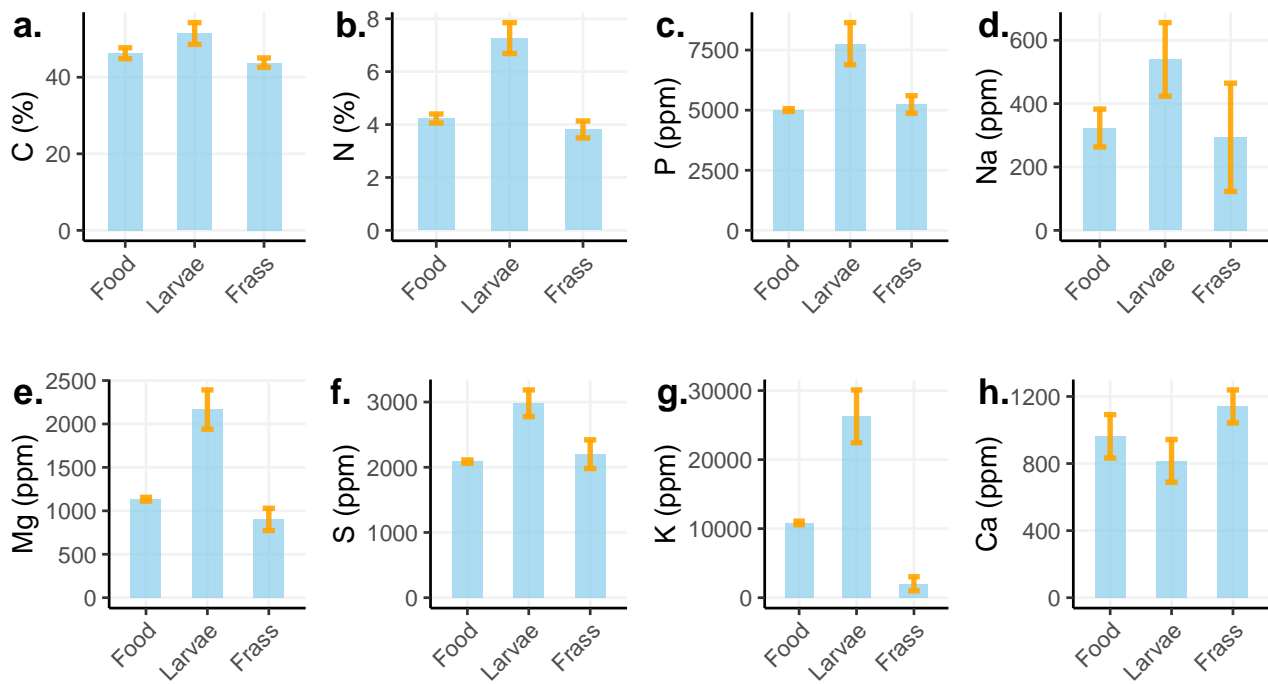 a.
C (%)
40
20
0
Food
Larvae
Frass
b.
N (%)
8
6
4
2
0
Food
Larvae
Frass
c.
P (ppm)
7500
5000
2500
0
Food
Larvae
Frass
d.
Na (ppm)
600
400
200
0
Food
Larvae
Frass
e.
Mg (ppm)
2500
2000
1500
1000
500
0
Food
Larvae
Frass
f.
S (ppm)
3000
2000
1000
0
Food
Larvae
Frass
g.
K (ppm)
30000
20000
10000
0
Food
Larvae
Frass
h.
Ca (ppm)
1200
800
400
0
Food
Larvae
Frass